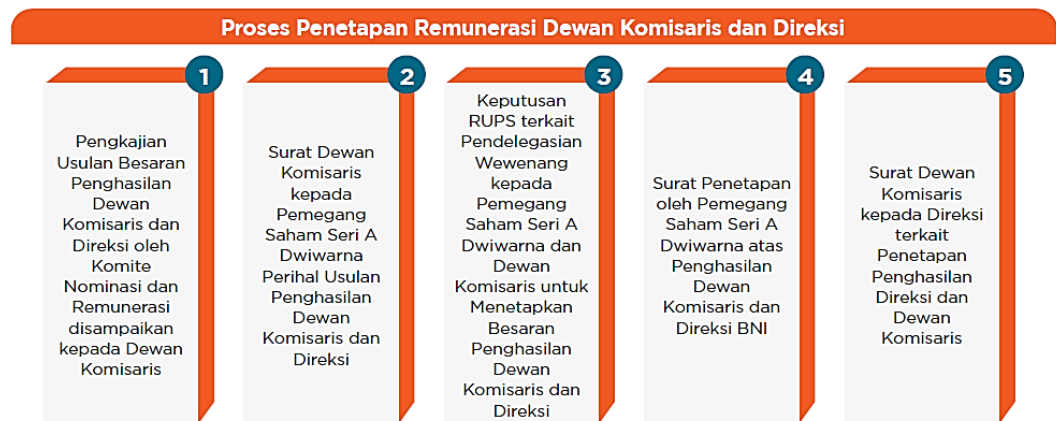 Proses Penetapan Remunerasi Dewan Komisaris dan Direksi
1
Pengkajian
Usulan Besaran
Penghasilan
Dewan
Komisaris dan
Direksi oleh
Komite
Nominasi dan
Remunerasi
disampaikan
kepada Dewan
Komisaris
2
Surat Dewan
Komisaris
kepada
Pemegang
Saham Seri A
Dwiwarna
Perihal Usulan
Penghasilan
Dewan
Komisaris dan
Direksi
3
Keputusan
RUPS terkait
Pendelegasian
Wewenang
kepada
Pemegang
Saham Seri A
Dwiwarna dan
Dewan
Komisaris untuk
Menetapkan
Besaran
Penghasilan
Dewan
Komisaris dan
Direksi
4
Surat Penetapan
oleh Pemegang
Saham Seri A
Dwiwarna atas
Penghasilan
Dewan
Komisaris dan
Direksi BNI
5
Surat Dewan
Komisaris
kepada Direksi
terkait
Penetapan
Penghasilan
Direksi dan
Dewan
Komisaris